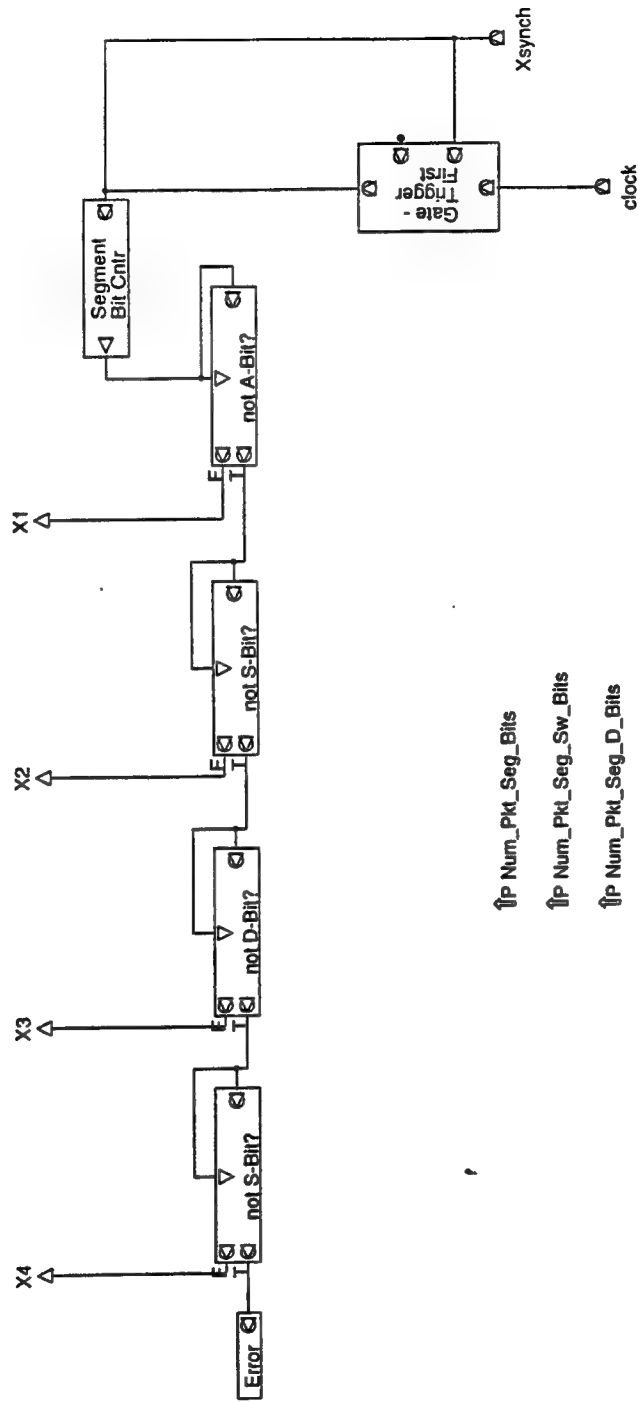 Xsynch
clock
Gate -
Trigger
First
Segment
Bit Cntr
not A-Bit?
F
T
X1
not S-Bit?
F
T
X2
not D-Bit?
F
T
X3
not S-Bit?
F
T
X4
Error
P Num_Pkt_Seg_Bits
P Num_Pkt_Seg_Sw_Bits
P Num_Pkt_Seg_D_Bits